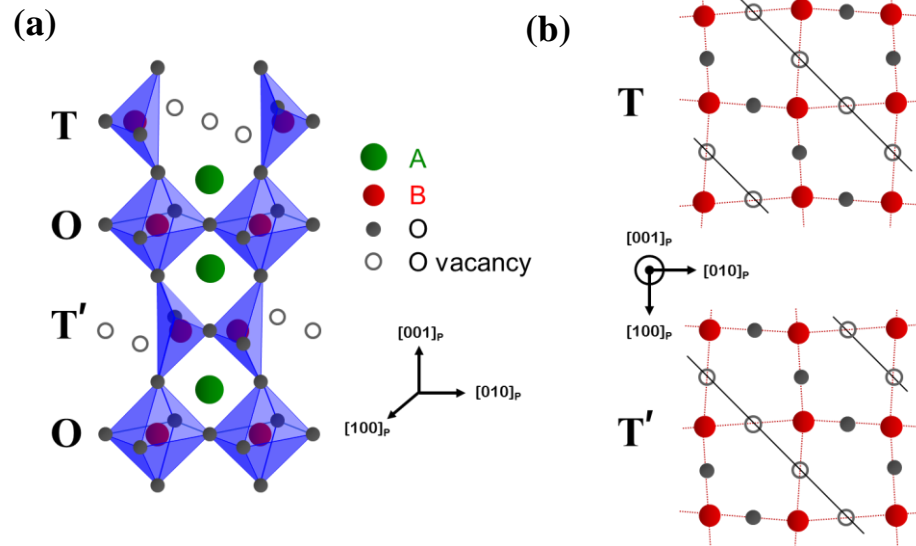 (a)
T
O
T′
O
A
B
O
O vacancy
[001]P
[010]P
[100]P
(b)
T
[001]P
[010]P
[100]P
T′